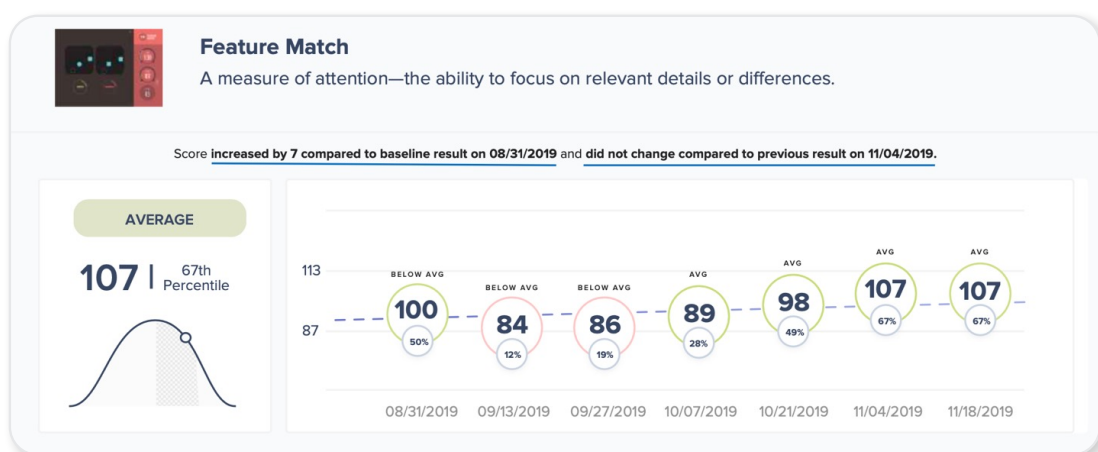 Feature Match
A measure of attention—the ability to focus on relevant details or differences.
Score increased by 7 compared to baseline result on 08/31/2019 and did not change compared to previous result on 11/04/2019.
AVERAGE
107 | 67th Percentile
113
87
BELOW AVG
100
50%
BELOW AVG
84
12%
BELOW AVG
86
19%
AVG
89
28%
AVG
98
49%
AVG
107
67%
AVG
107
67%
08/31/2019 09/13/2019 09/27/2019 10/07/2019 10/21/2019 11/04/2019 11/18/2019